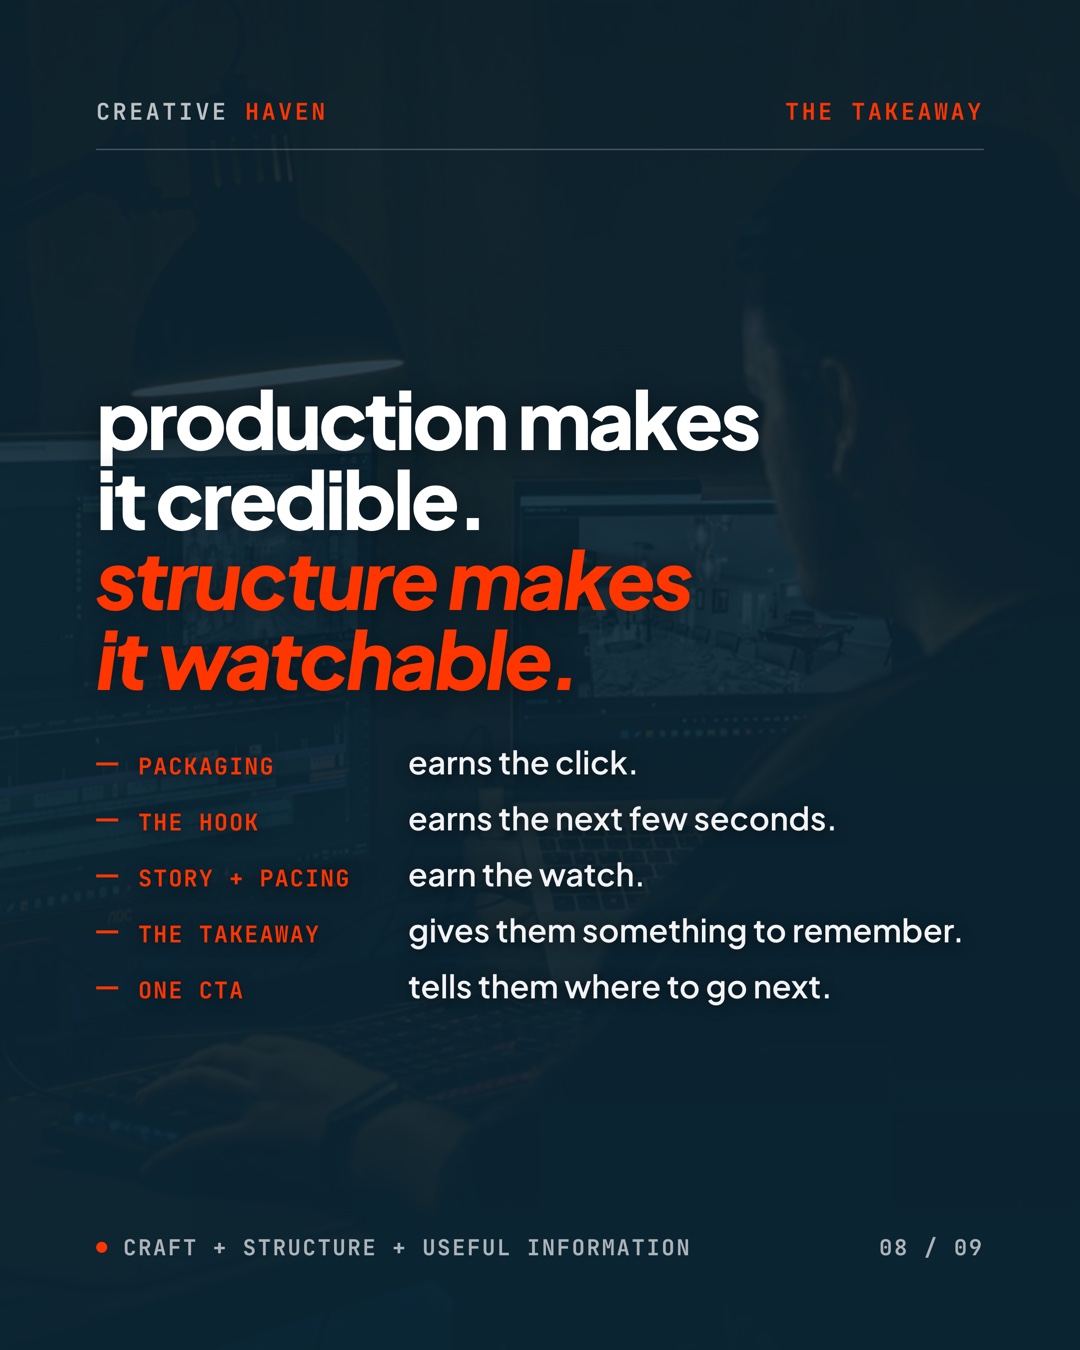 CREATIVE HAVEN
THE TAKEAWAY
production makes
it credible.
structure makes
it watchable.
— PACKAGING earns the click.
— THE HOOK earns the next few seconds.
— STORY + PACING earn the watch.
— THE TAKEAWAY gives them something to remember.
— ONE CTA tells them where to go next.
CRAFT + STRUCTURE + USEFUL INFORMATION
08 / 09